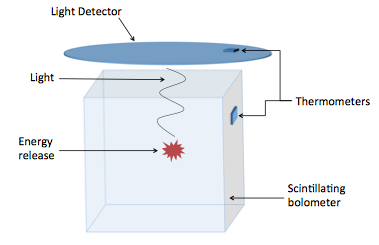 Light Detector
Light
Thermometers
Energy
release
Scintillating
bolometer